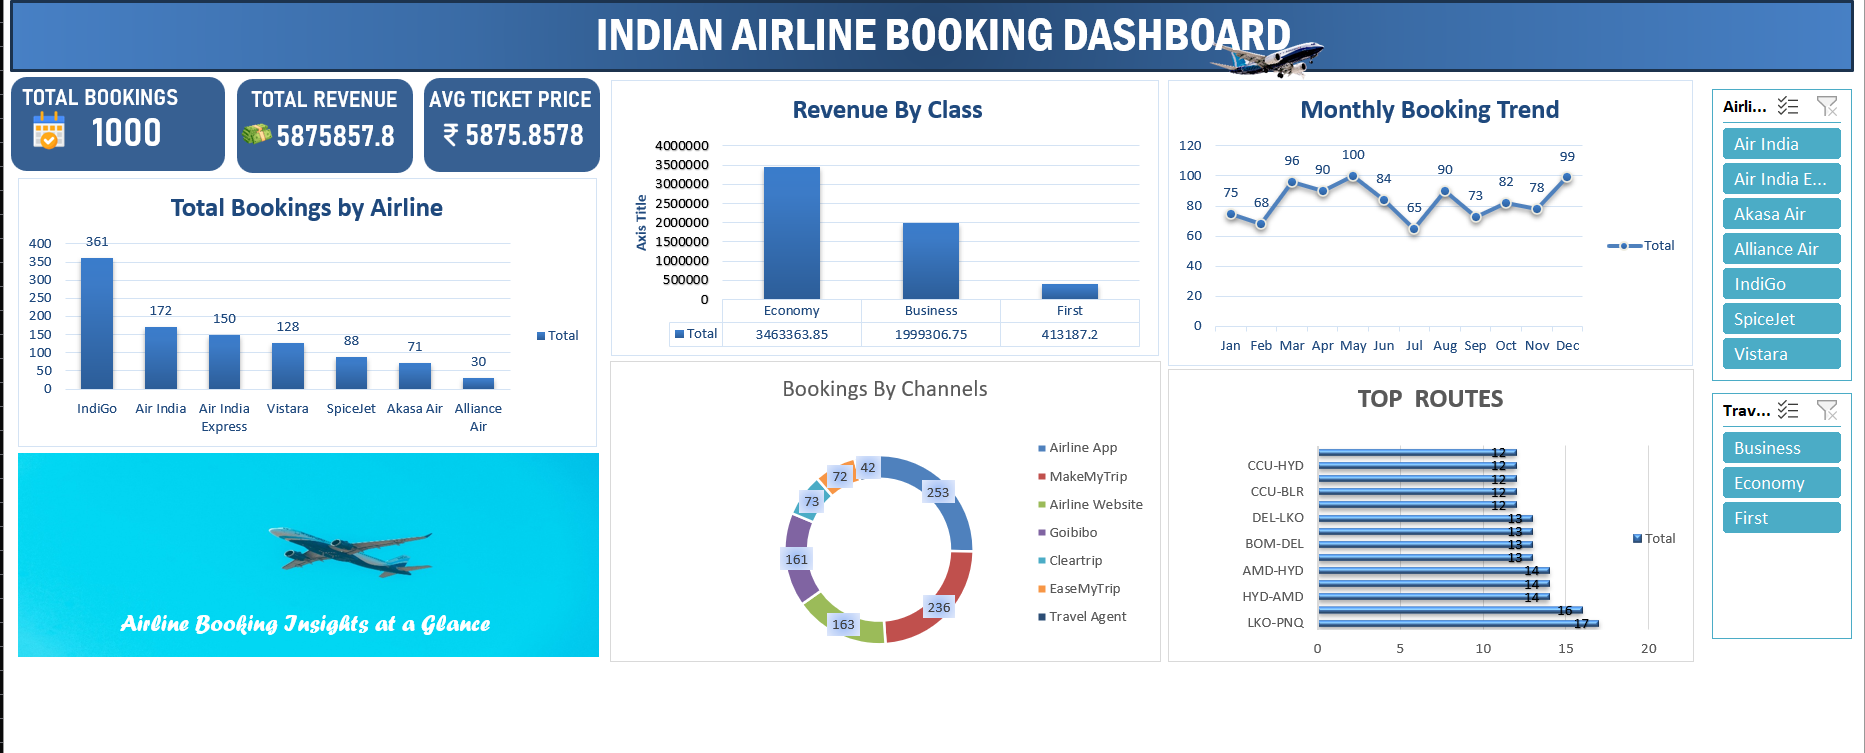 INDIAN AIRLINE BOOKING DASHBOARD
TOTAL BOOKINGS
1000
TOTAL REVENUE
5875857.8
AVG TICKET PRICE
₹ 5875.8578
Total Bookings by Airline
400
350
300
250
200
150
100
50
0
361
172
150
128
88
71
30
IndiGo
Air India
Air India Express
Vistara
SpiceJet
Akasa Air
Alliance Air
Total
Airline Booking Insights at a Glance
Revenue By Class
Axis Title
4000000
3500000
3000000
2500000
2000000
1500000
1000000
500000
0
Economy Business First
Total 3463363.85 1999306.75 413187.2
Bookings By Channels
253
236
163
161
73
72
42
Airline App
MakeMyTrip
Airline Website
Goibibo
Cleartrip
EaseMyTrip
Travel Agent
Monthly Booking Trend
120
100
80
60
40
20
0
75 68 96 90 100 84 65 90 73 82 78 99
Jan Feb Mar Apr May Jun Jul Aug Sep Oct Nov Dec
Total
TOP ROUTES
12
CCU-HYD 12
12
CCU-BLR 12
12
DEL-LKO 13
13
BOM-DEL 13
13
AMD-HYD 14
14
HYD-AMD 14
16
LKO-PNQ 17
0 5 10 15 20
Total
Airli...
Air India
Air India E...
Akasa Air
Alliance Air
IndiGo
SpiceJet
Vistara
Trav...
Business
Economy
First